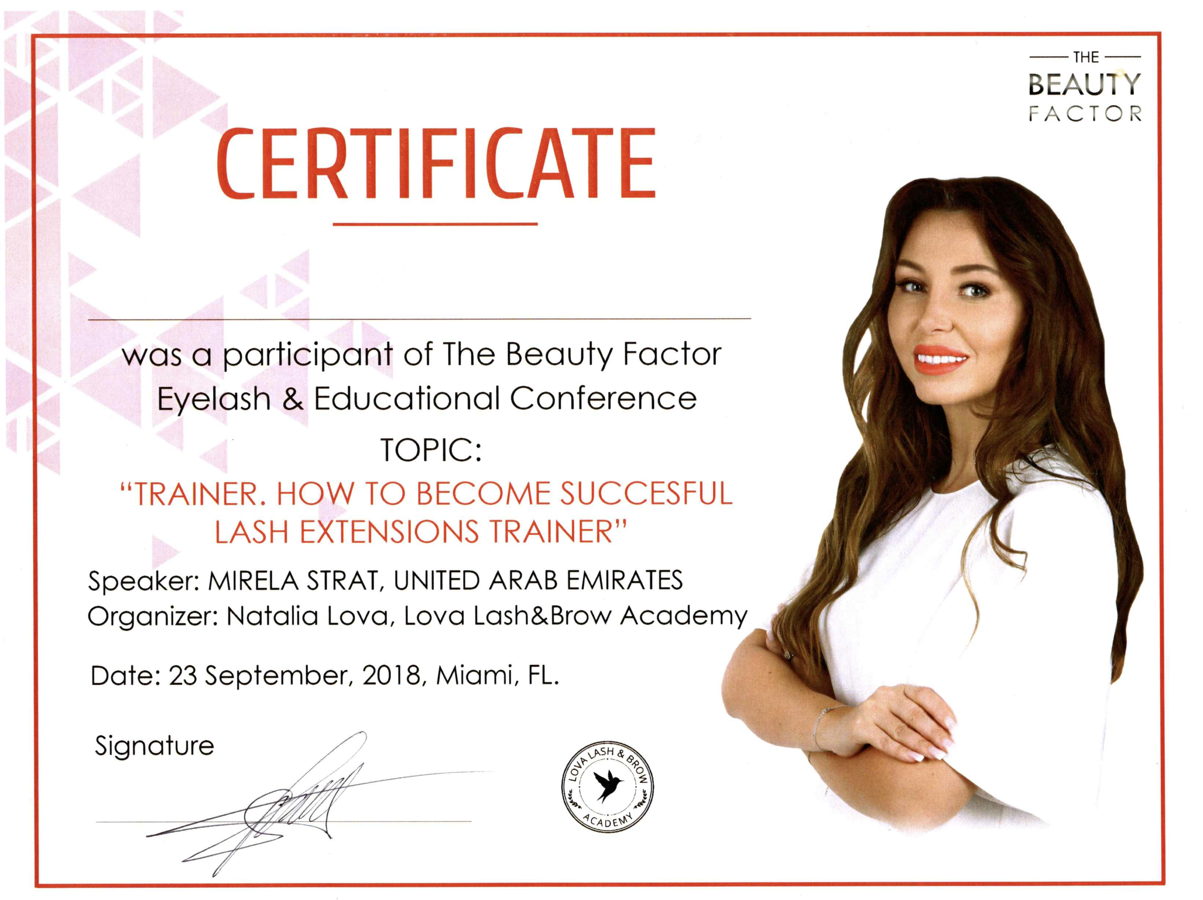 THE
BEAUTY
FACTOR
CERTIFICATE
was a participant of The Beauty Factor
Eyelash & Educational Conference
TOPIC:
“TRAINER. HOW TO BECOME SUCCESFUL
LASH EXTENSIONS TRAINER”
Speaker: MIRELA STRAT, UNITED ARAB EMIRATES
Organizer: Natalia Lova, Lova Lash&Brow Academy
Date: 23 September, 2018, Miami, FL.
Signature
LOVA LASH & BROW
ACADEMY